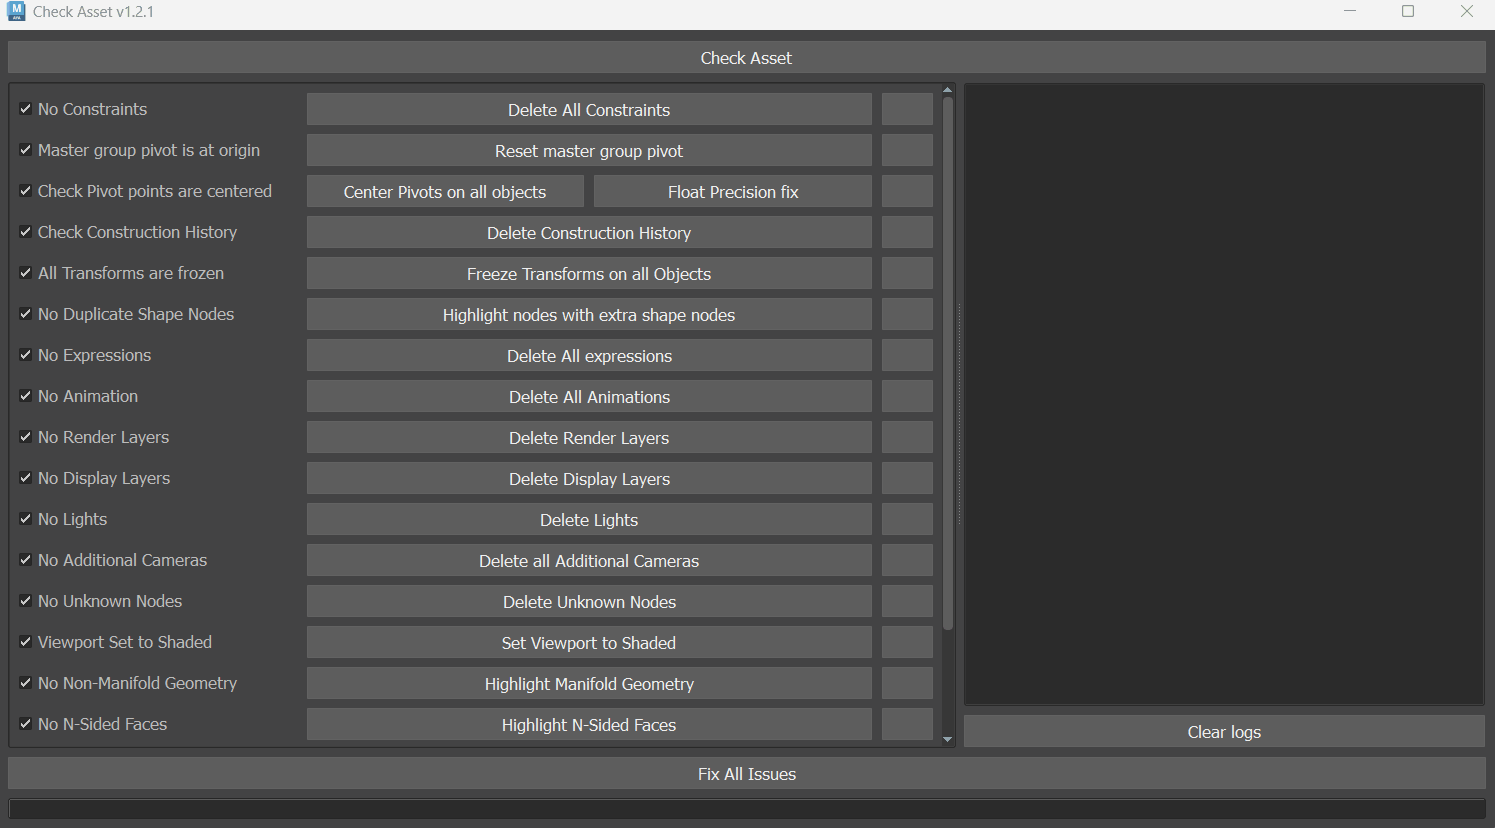 Check Asset v1.2.1
Check Asset
No Constraints
Delete All Constraints
Master group pivot is at origin
Reset master group pivot
Check Pivot points are centered
Center Pivots on all objects
Float Precision fix
Check Construction History
Delete Construction History
All Transforms are frozen
Freeze Transforms on all Objects
No Duplicate Shape Nodes
Highlight nodes with extra shape nodes
No Expressions
Delete All expressions
No Animation
Delete All Animations
No Render Layers
Delete Render Layers
No Display Layers
Delete Display Layers
No Lights
Delete Lights
No Additional Cameras
Delete all Additional Cameras
No Unknown Nodes
Delete Unknown Nodes
Viewport Set to Shaded
Set Viewport to Shaded
No Non-Manifold Geometry
Highlight Manifold Geometry
No N-Sided Faces
Highlight N-Sided Faces
Clear logs
Fix All Issues